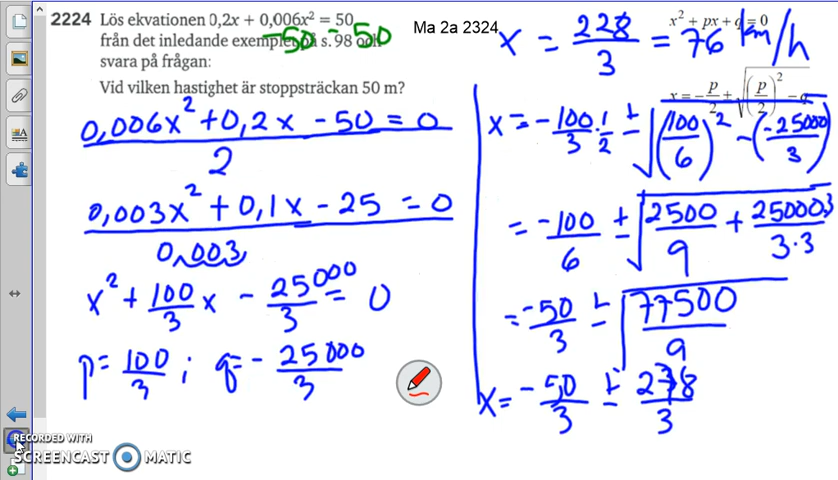 2224 Lös ekvationen 0,2x + 0,006x² = 50
-50 -50
från det inledande exemplet på s.98 och
svara på frågan:
Vid vilken hastighet är stoppsträckan 50 m?
Ma 2a 2324
0,006x² + 0,2x - 50 = 0
2
0,003x² + 0,1x - 25 = 0
0,003
x² + 100/3 x - 25000/3 = 0
p = 100/3 ; q = - 25000/3
x² + px + q = 0
x = 228/3 = 76 km/h
x = -p/2 ± √((p/2)² - q)
x = -100/3 · 1/2 ± √((100/6)² - (-25000/3))
= -100/6 ± √(2500/9 + 25000·3/3·3)
= -50/3 ± √(77500/9)
x = -50/3 ± 278/3
RECORDED WITH
SCREENCAST MATIC